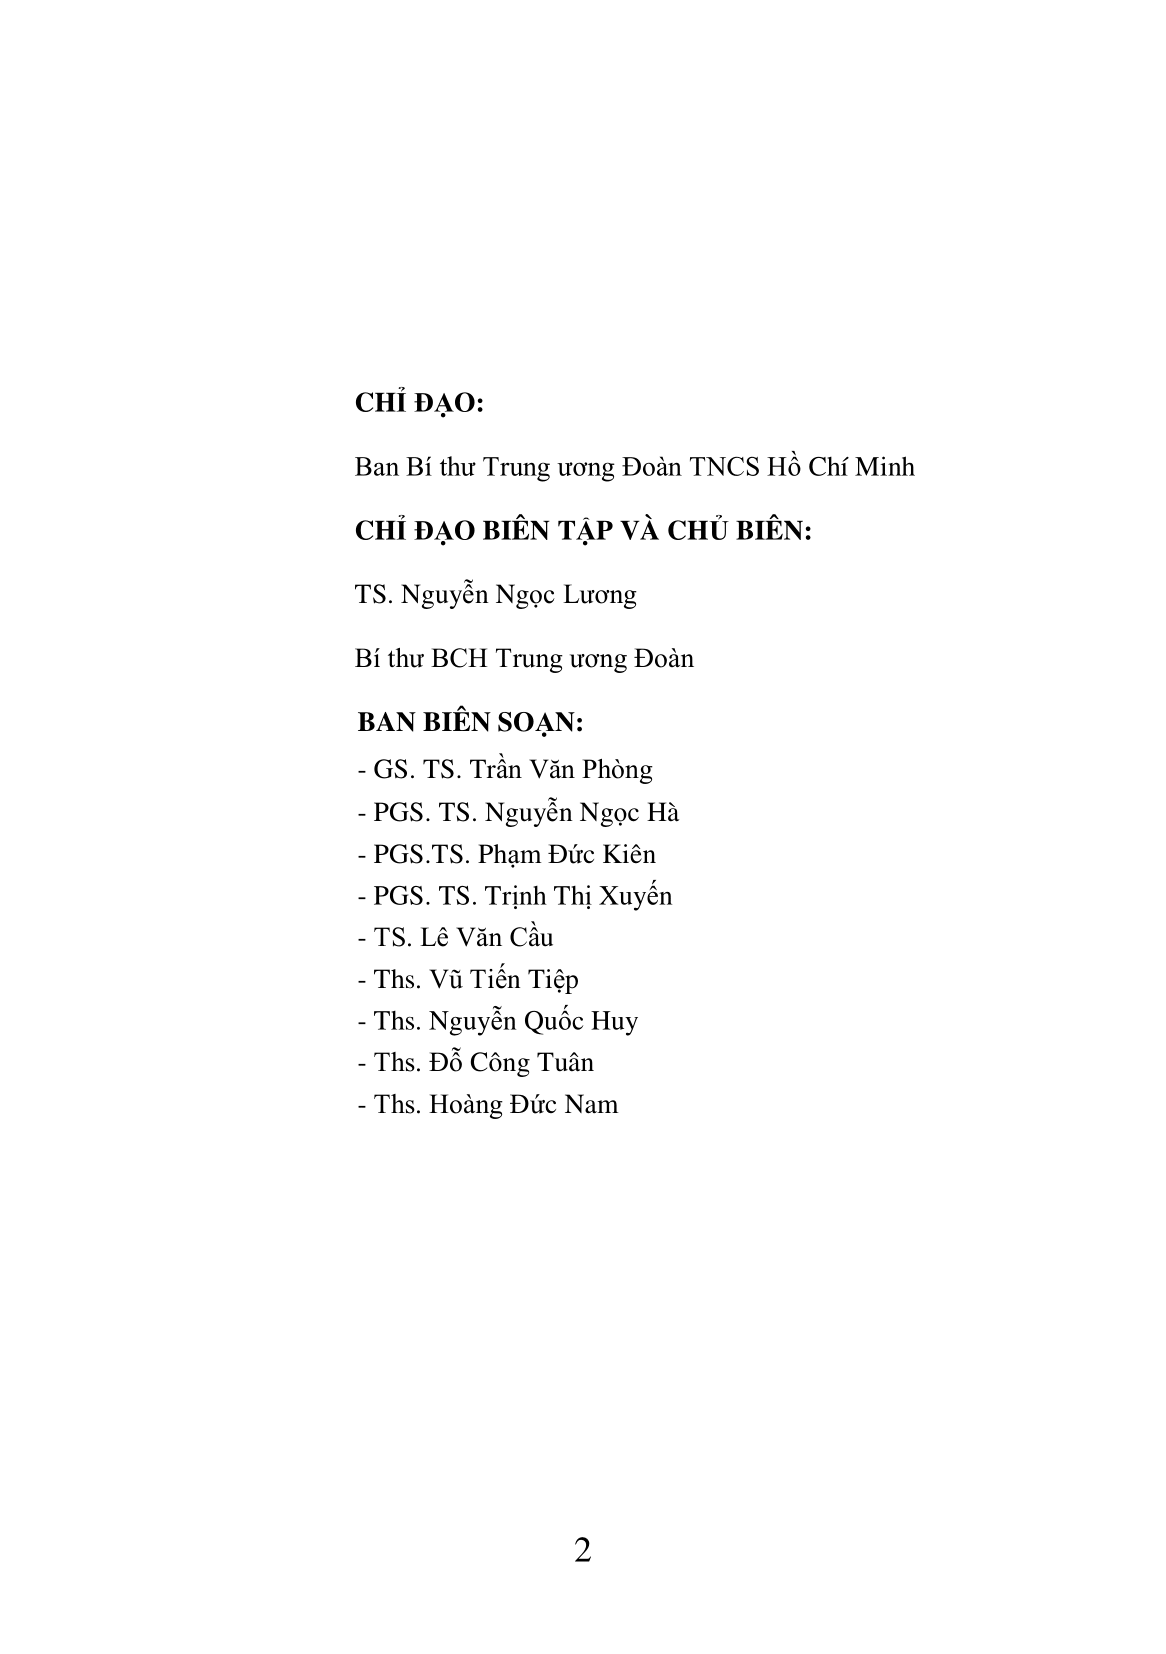 CHỈ ĐẠO:
Ban Bí thư Trung ương Đoàn TNCS Hồ Chí Minh
CHỈ ĐẠO BIÊN TẬP VÀ CHỦ BIÊN:
TS. Nguyễn Ngọc Lương
Bí thư BCH Trung ương Đoàn
BAN BIÊN SOẠN:
- GS. TS. Trần Văn Phòng
- PGS. TS. Nguyễn Ngọc Hà
- PGS.TS. Phạm Đức Kiên
- PGS. TS. Trịnh Thị Xuyến
- TS. Lê Văn Cầu
- Ths. Vũ Tiến Tiệp
- Ths. Nguyễn Quốc Huy
- Ths. Đỗ Công Tuân
- Ths. Hoàng Đức Nam
2